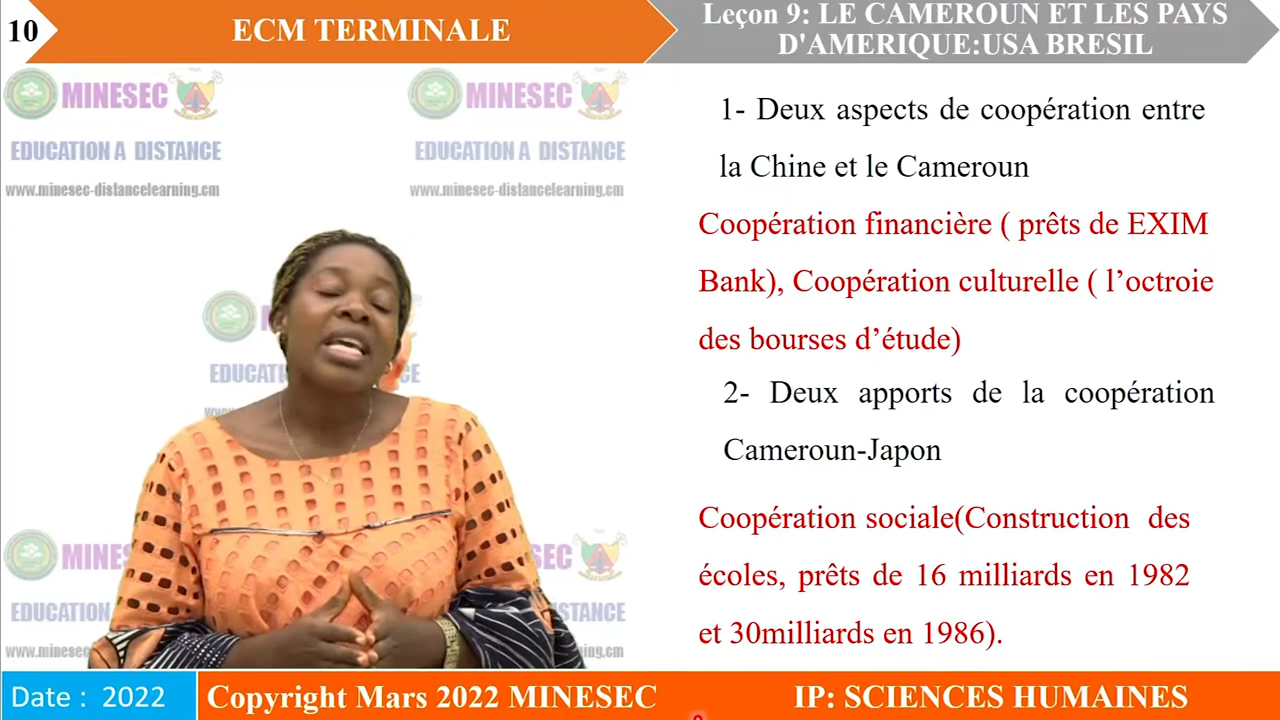 10
ECM TERMINALE
Leçon 9: LE CAMEROUN ET LES PAYS
D'AMERIQUE:USA BRESIL
MINESEC
EDUCATION A DISTANCE
www.minesec-distancelearning.cm
MINESEC
EDUCATION A DISTANCE
www.minesec-distancelearning.cm
1- Deux aspects de coopération entre
la Chine et le Cameroun
Coopération financière ( prêts de EXIM
Bank), Coopération culturelle ( l’octroie
des bourses d’étude)
2- Deux apports de la coopération
Cameroun-Japon
Coopération sociale(Construction des
écoles, prêts de 16 milliards en 1982
et 30milliards en 1986).
Date : 2022
Copyright Mars 2022 MINESEC
IP: SCIENCES HUMAINES